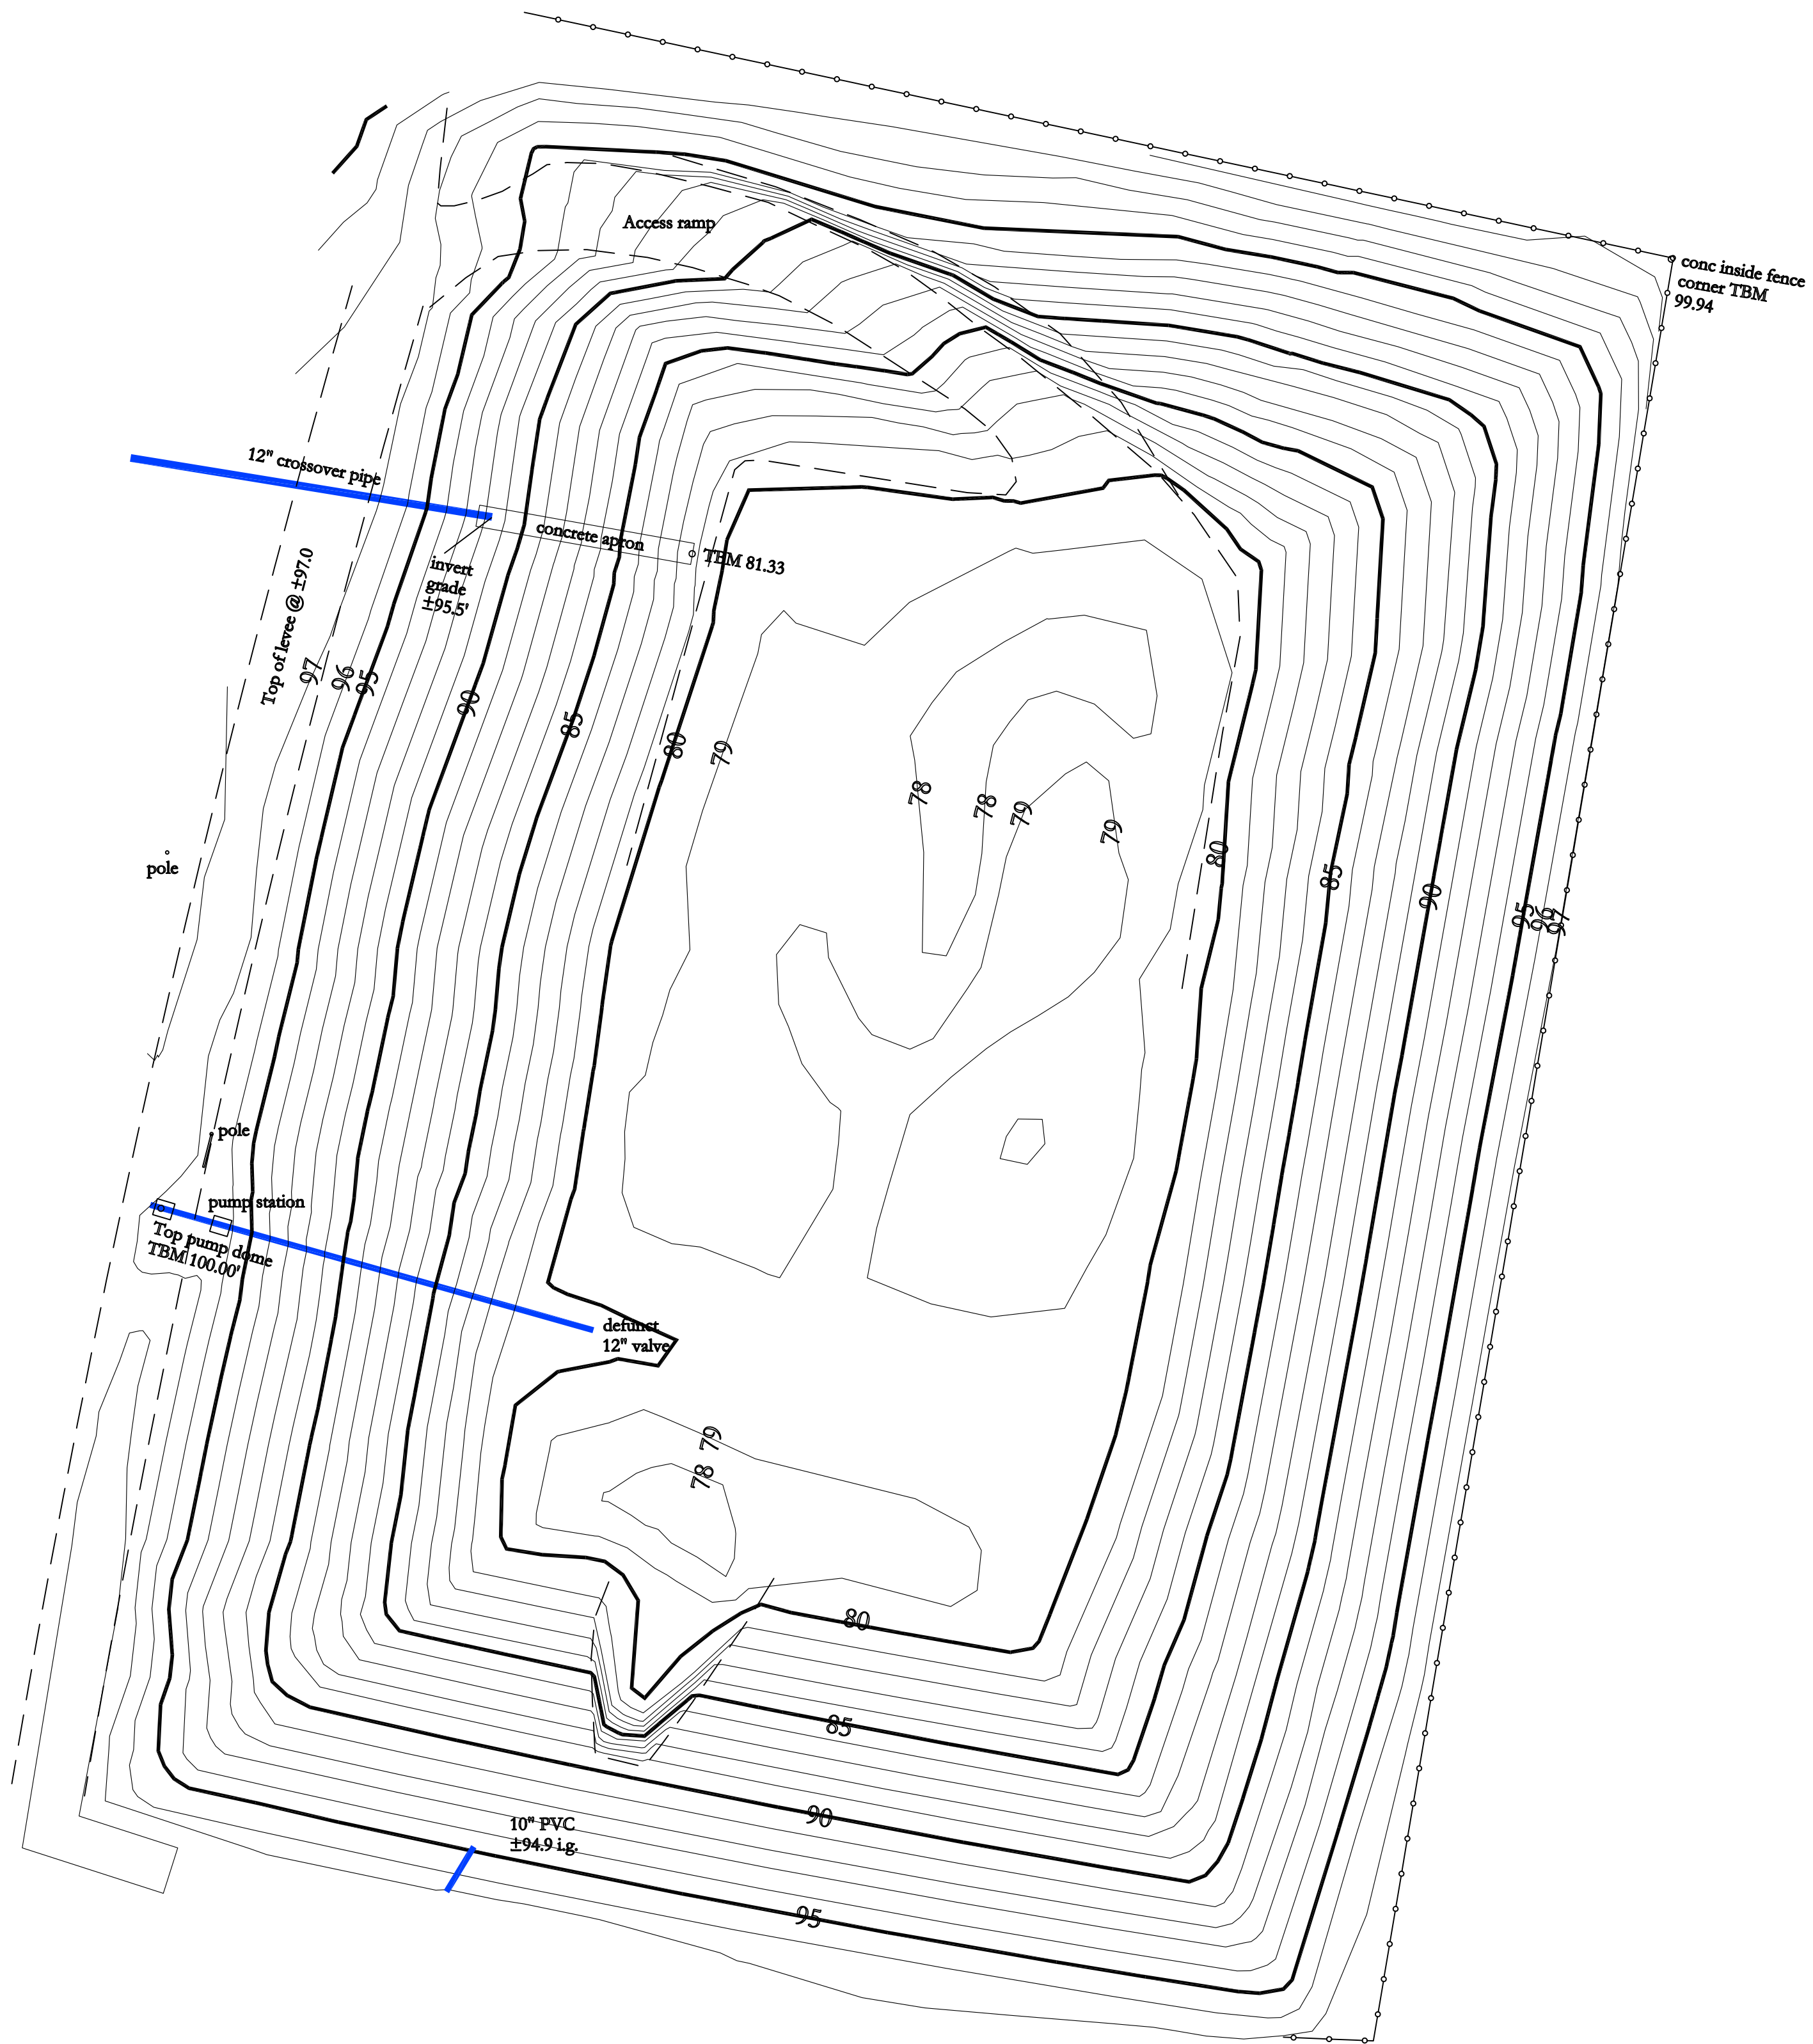 Access ramp
conc inside fence
corner TBM
99.94
12" crossover pipe
concrete apron
TBM 81.33
invert
grade
±95.5'
Top of levee @ ±97.0
97
96
95
90
85
80
79
78
78
79
79
80
85
90
95
96
97
pole
pole
pump station
Top pump dome
TBM 100.00'
defunct
12" valve
79
78
80
85
90
10" PVC
±94.9 i.g.
95